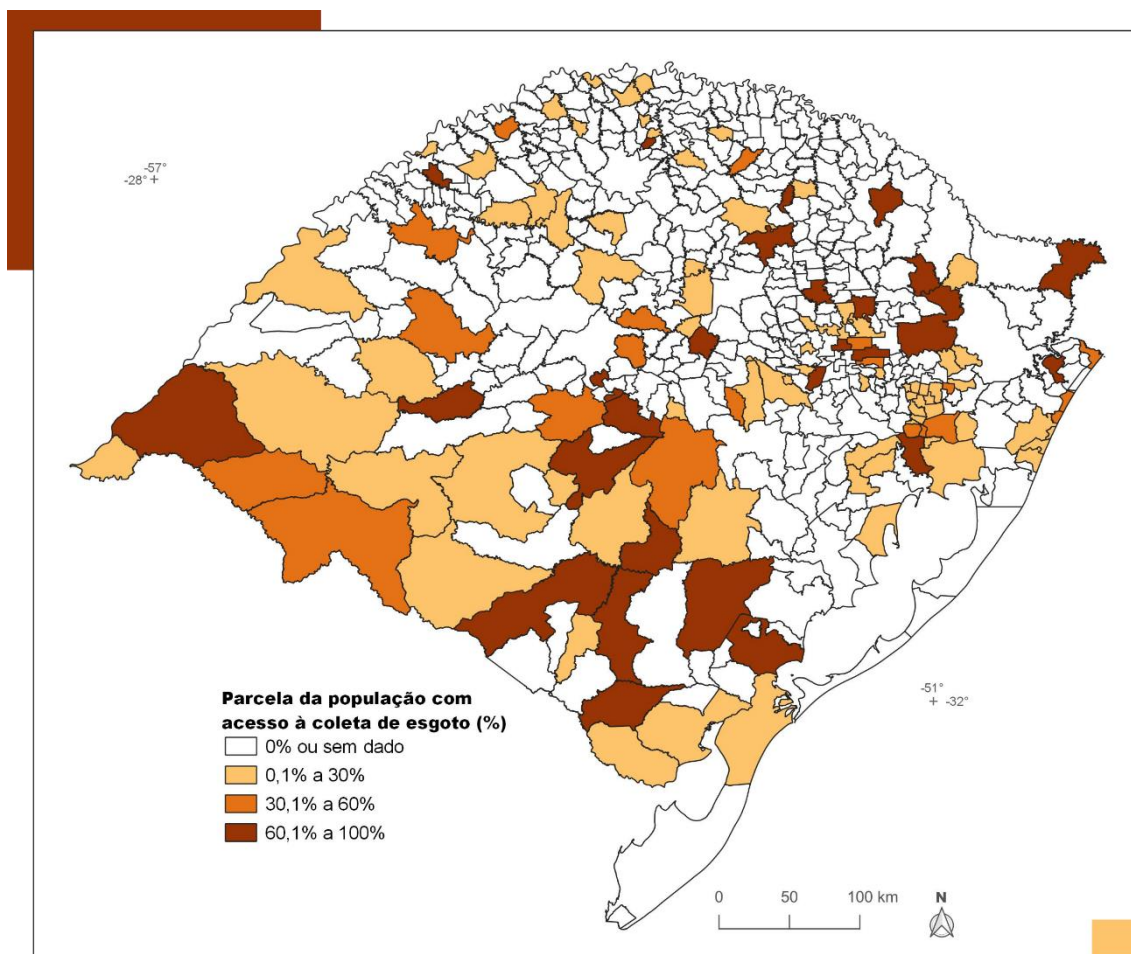 -57°
-28°
-51°
-32°
Parcela da população com
acesso à coleta de esgoto (%)
0% ou sem dado
0,1% a 30%
30,1% a 60%
60,1% a 100%
0 50 100 km
N